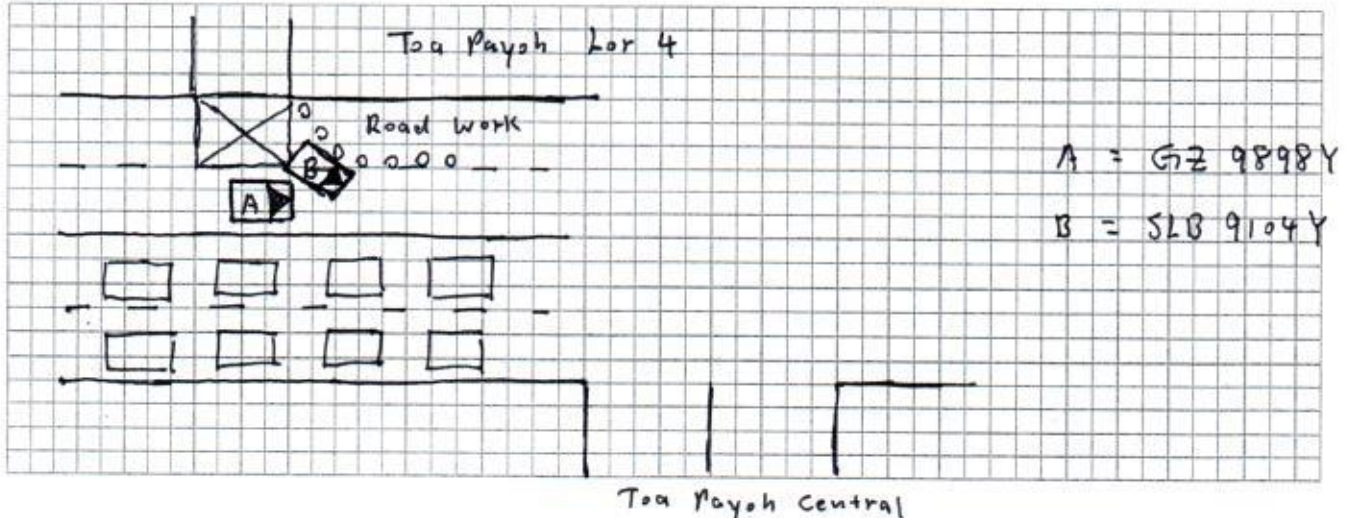 Toa Payoh Lor 4
Road Work
B
A
A = GZ 9898Y
B = SLB 9104Y
Toa Payoh Central